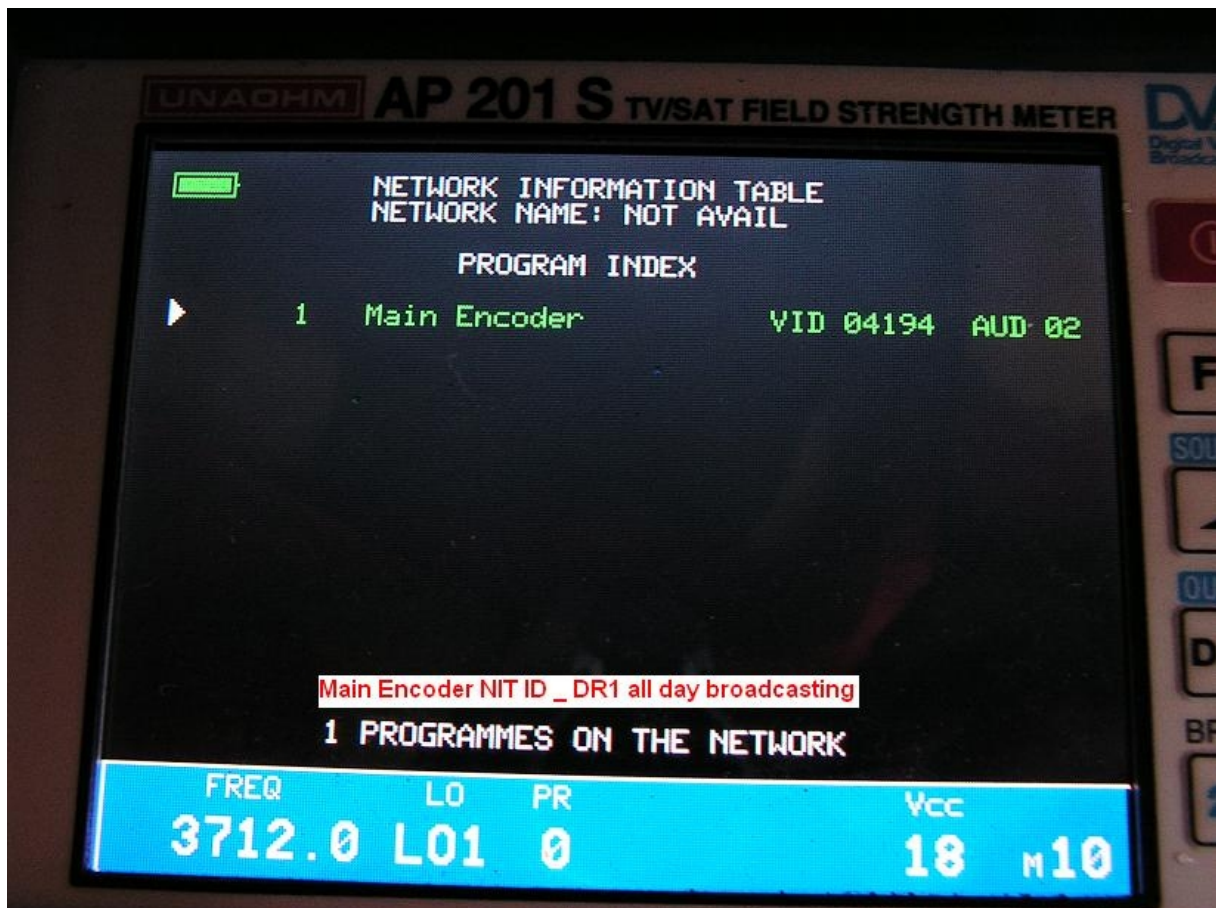 UNAOHM AP 201 S TV/SAT FIELD STRENGTH METER
Digital
NETWORK INFORMATION TABLE
NETWORK NAME: NOT AVAIL
PROGRAM INDEX
1 Main Encoder VID 04194 AUD 02
Main Encoder NIT ID _ DR1 all day broadcasting
1 PROGRAMMES ON THE NETWORK
FREQ LO PR Vcc
3712.0 LO1 0 18 M10